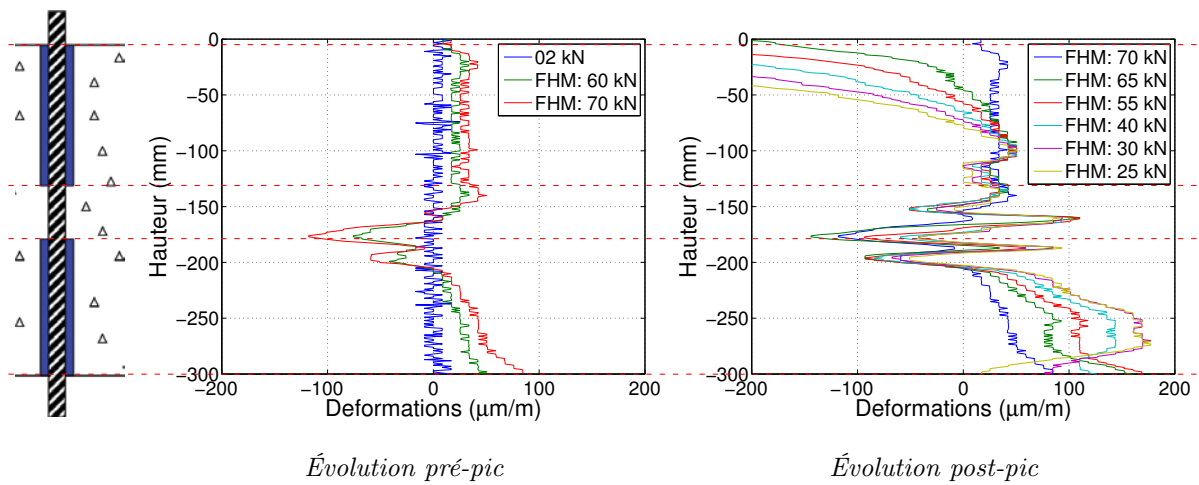 0
−50
−100
−150
−200
−250
−300
Hauteur (mm)
−200
−100
0
100
200
Deformations (µm/m)
02 kN
FHM: 60 kN
FHM: 70 kN
Évolution pré-pic
0
−50
−100
−150
−200
−250
−300
Hauteur (mm)
−200
−100
0
100
200
Deformations (µm/m)
FHM: 70 kN
FHM: 65 kN
FHM: 55 kN
FHM: 40 kN
FHM: 30 kN
FHM: 25 kN
Évolution post-pic